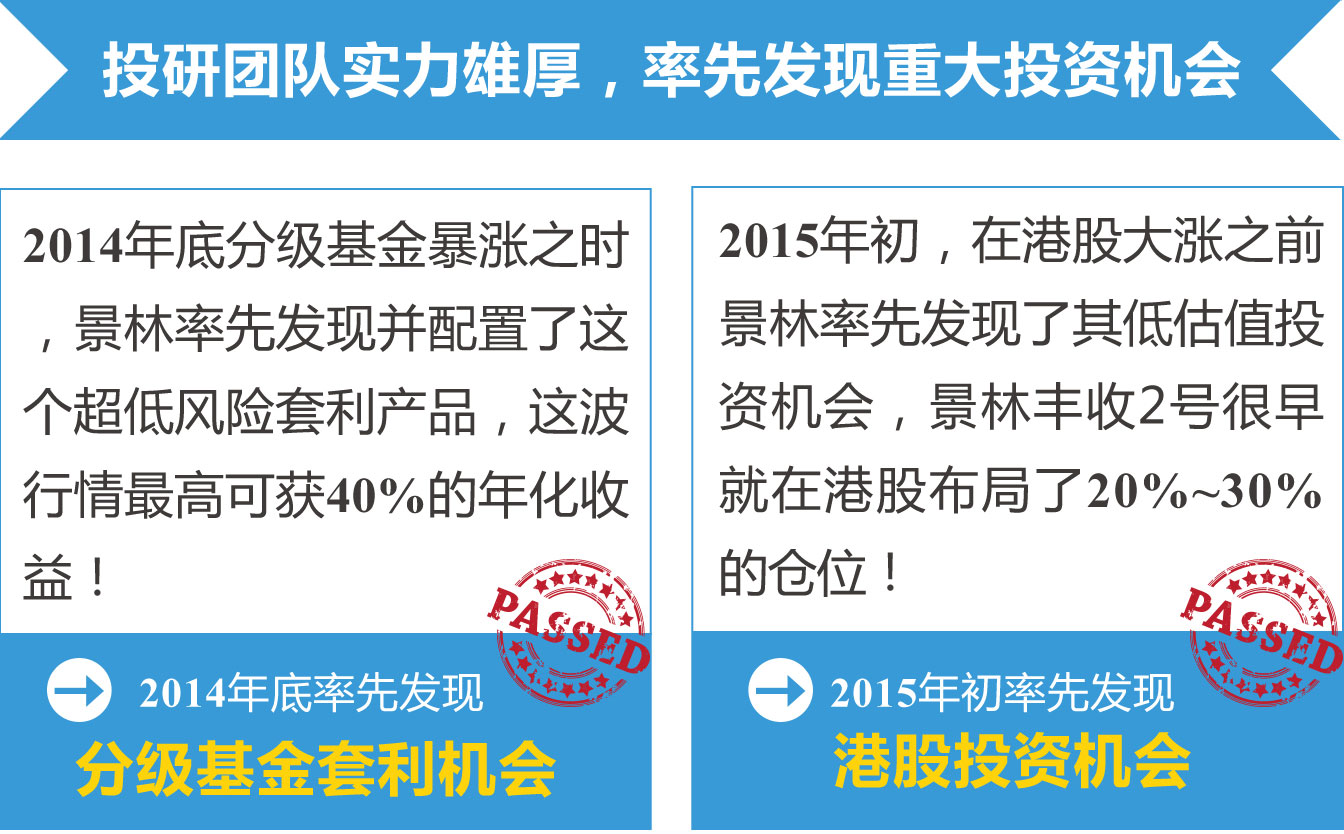 投研团队实力雄厚，率先发现重大投资机会
2014年底分级基金暴涨之时
，景林率先发现并配置了这
个超低风险套利产品，这波
行情最高可获40%的年化收
益！
PASSED
2014年底率先发现
分级基金套利机会
2015年初，在港股大涨之前
景林率先发现了其低估值投
资机会，景林丰收2号很早
就在港股布局了20%~30%
的仓位！
PASSED
2015年初率先发现
港股投资机会